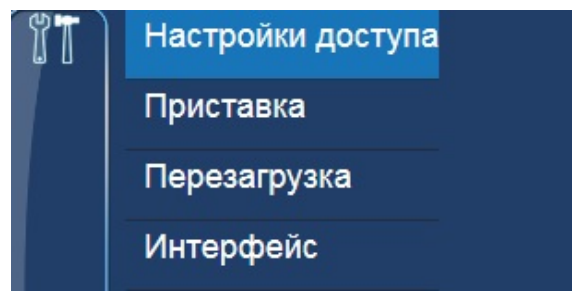 Настройки доступа
Приставка
Перезагрузка
Интерфейс